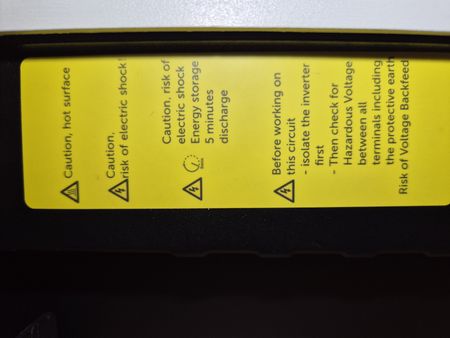 Caution, hot surface
Caution,
risk of electric shock!
Caution, risk of
electric shock
Energy storage
5 minutes
discharge
Before working on
this circuit
- isolate the inverter
first
- Then check for
Hazardous Voltage
between all
terminals including
the protective earth
Risk of Voltage Backfeed